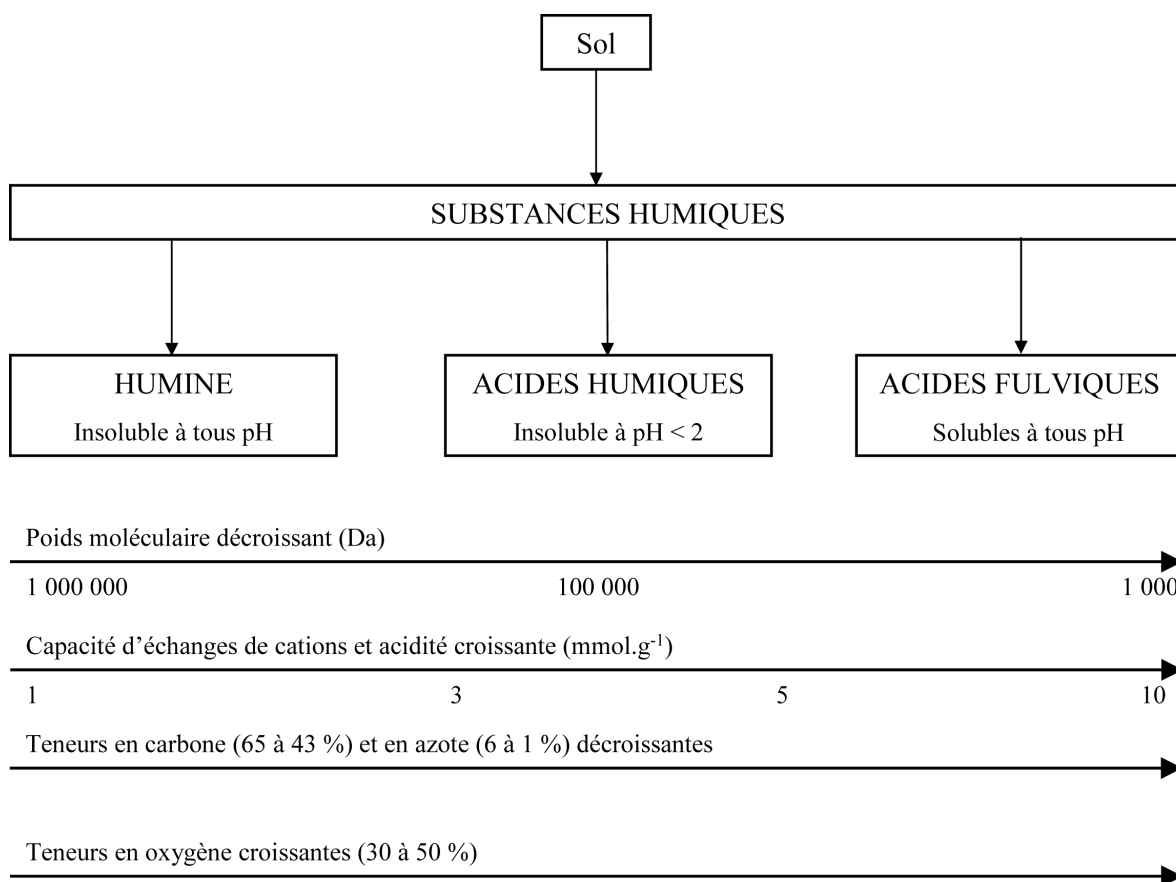 Sol
SUBSTANCES HUMIQUES
HUMINE
Insoluble à tous pH
ACIDES HUMIQUES
Insoluble à pH < 2
ACIDES FULVIQUES
Solubles à tous pH
Poids moléculaire décroissant (Da)
1 000 000 100 000 1 000
Capacité d’échanges de cations et acidité croissante (mmol.g⁻¹)
1 3 5 10
Teneurs en carbone (65 à 43 %) et en azote (6 à 1 %) décroissantes
Teneurs en oxygène croissantes (30 à 50 %)